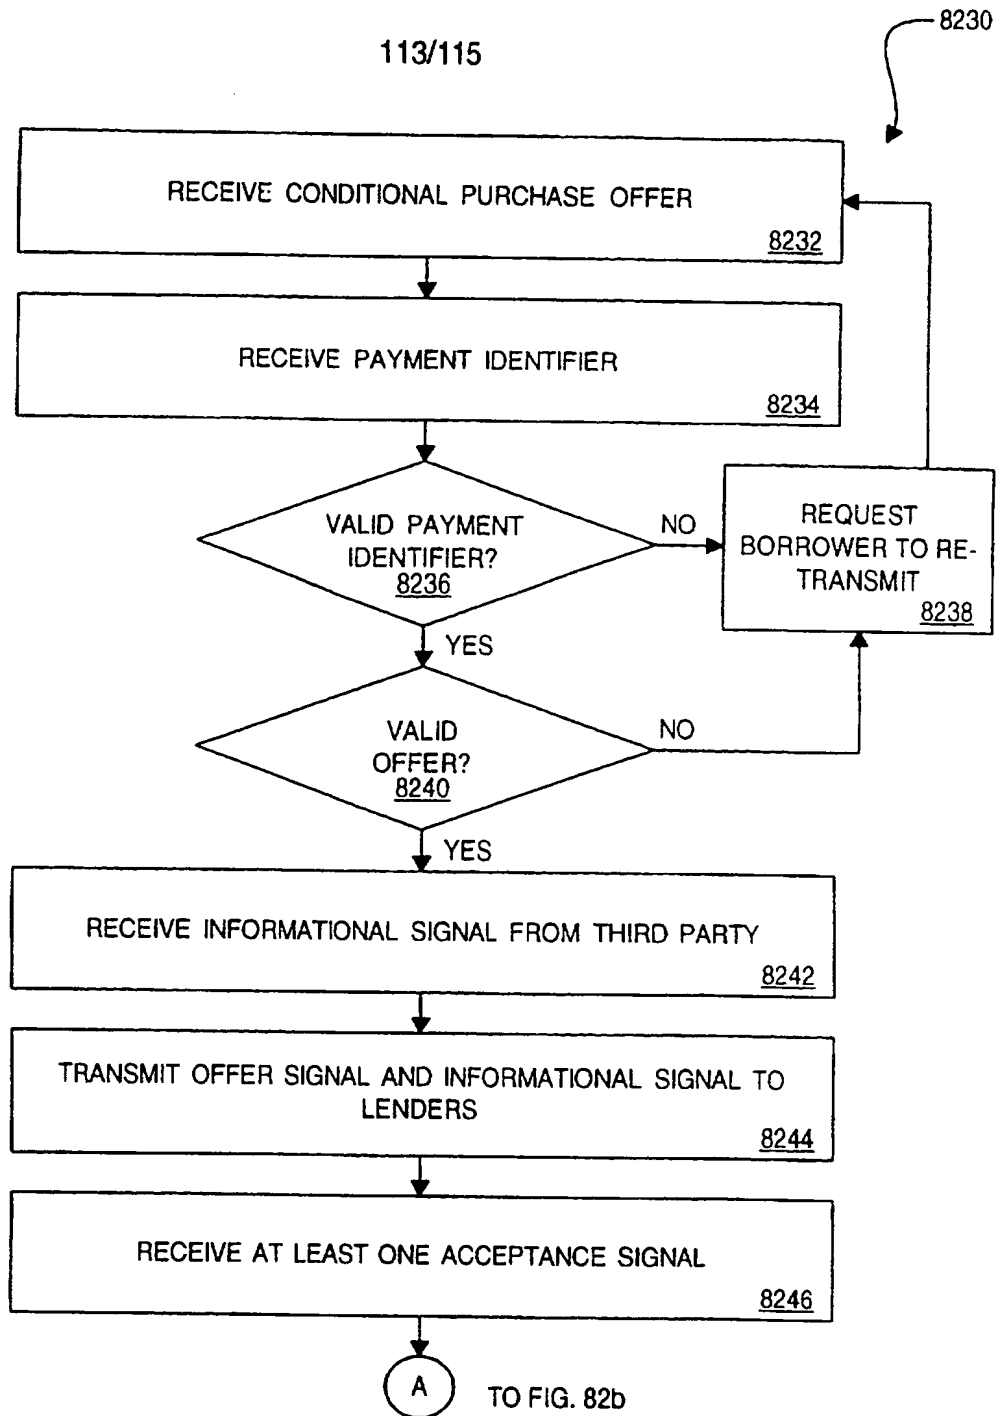 8230
113/115
RECEIVE CONDITIONAL PURCHASE OFFER
8232
RECEIVE PAYMENT IDENTIFIER
8234
VALID PAYMENT
IDENTIFIER?
8236
NO
REQUEST
BORROWER TO RE-
TRANSMIT
8238
YES
VALID
OFFER?
8240
NO
YES
RECEIVE INFORMATIONAL SIGNAL FROM THIRD PARTY
8242
TRANSMIT OFFER SIGNAL AND INFORMATIONAL SIGNAL TO
LENDERS
8244
RECEIVE AT LEAST ONE ACCEPTANCE SIGNAL
8246
A
TO FIG. 82b